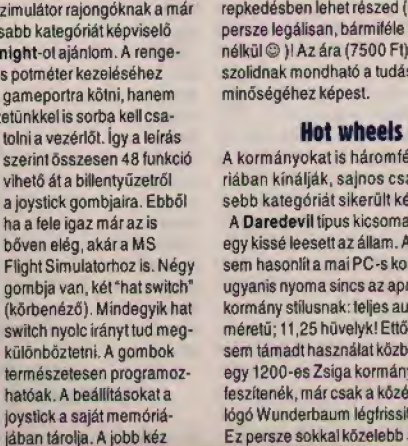 zimulátor rajongóknak a már
sabb kategóriát képviselő
night-ot ajánlom. A renge-
s potméter kezeléséhez
gameportra kötni, hanem
etünkkel is sorba kell csa-
tolni a vezérlőt. Így a leírás
szerint összesen 48 funkció
vihető át a billentyűzetről
a joystick gombjaira. Ebből
ha a fele igaz már az is
bőven elég, akár a MS
Flight Simulatorhoz is. Négy
gombja van, két "hat switch"
(körbenéző). Mindegyik hat
switch nyolc irányt tud meg-
különböztetni. A gombok
természetesen programoz-
hatóak. A beállításokat a
joystick a saját memóriá-
jában tárolja. A jobb kéz
repkedésben lehet részed (
persze legálisan, bármiféle
nélkül ☺ )! Az ára (7500 Ft)
szolidnak mondható a tudás
minőségéhez képest.
Hot wheels
A kormányokat is háromfé
riában kínálják, sajnos csa
sebb kategóriát sikerült ké
A Daredevil típus kicsoma
egy kissé leesett az állam. A
sem hasonlít a mai PC-s ko
ugyanis nyoma sincs az apr
kormány stílusnak: teljes au
méretű; 11,25 hüvelyk! Ettő
sem támadt használat közb
egy 1200-es Zsiga kormány
feszítenék, már csak a közé
lógó Wunderbaum légfrissí
Ez persze sokkal közelebb